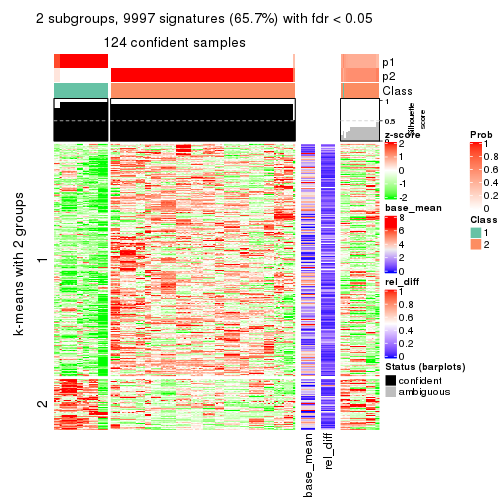 2 subgroups, 9997 signatures (65.7%) with fdr < 0.05
124 confident samples
p1
p2
Class
1
0.5
0
Silhouette
score
k-means with 2 groups
1
2
base_mean
rel_diff
z-score
2
1
0
-1
-2
base_mean
8
6
4
2
0
rel_diff
1
0.8
0.6
0.4
0.2
0
Status (barplots)
confident
ambiguous
Prob
1
0.8
0.6
0.4
0.2
0
Class
1
2